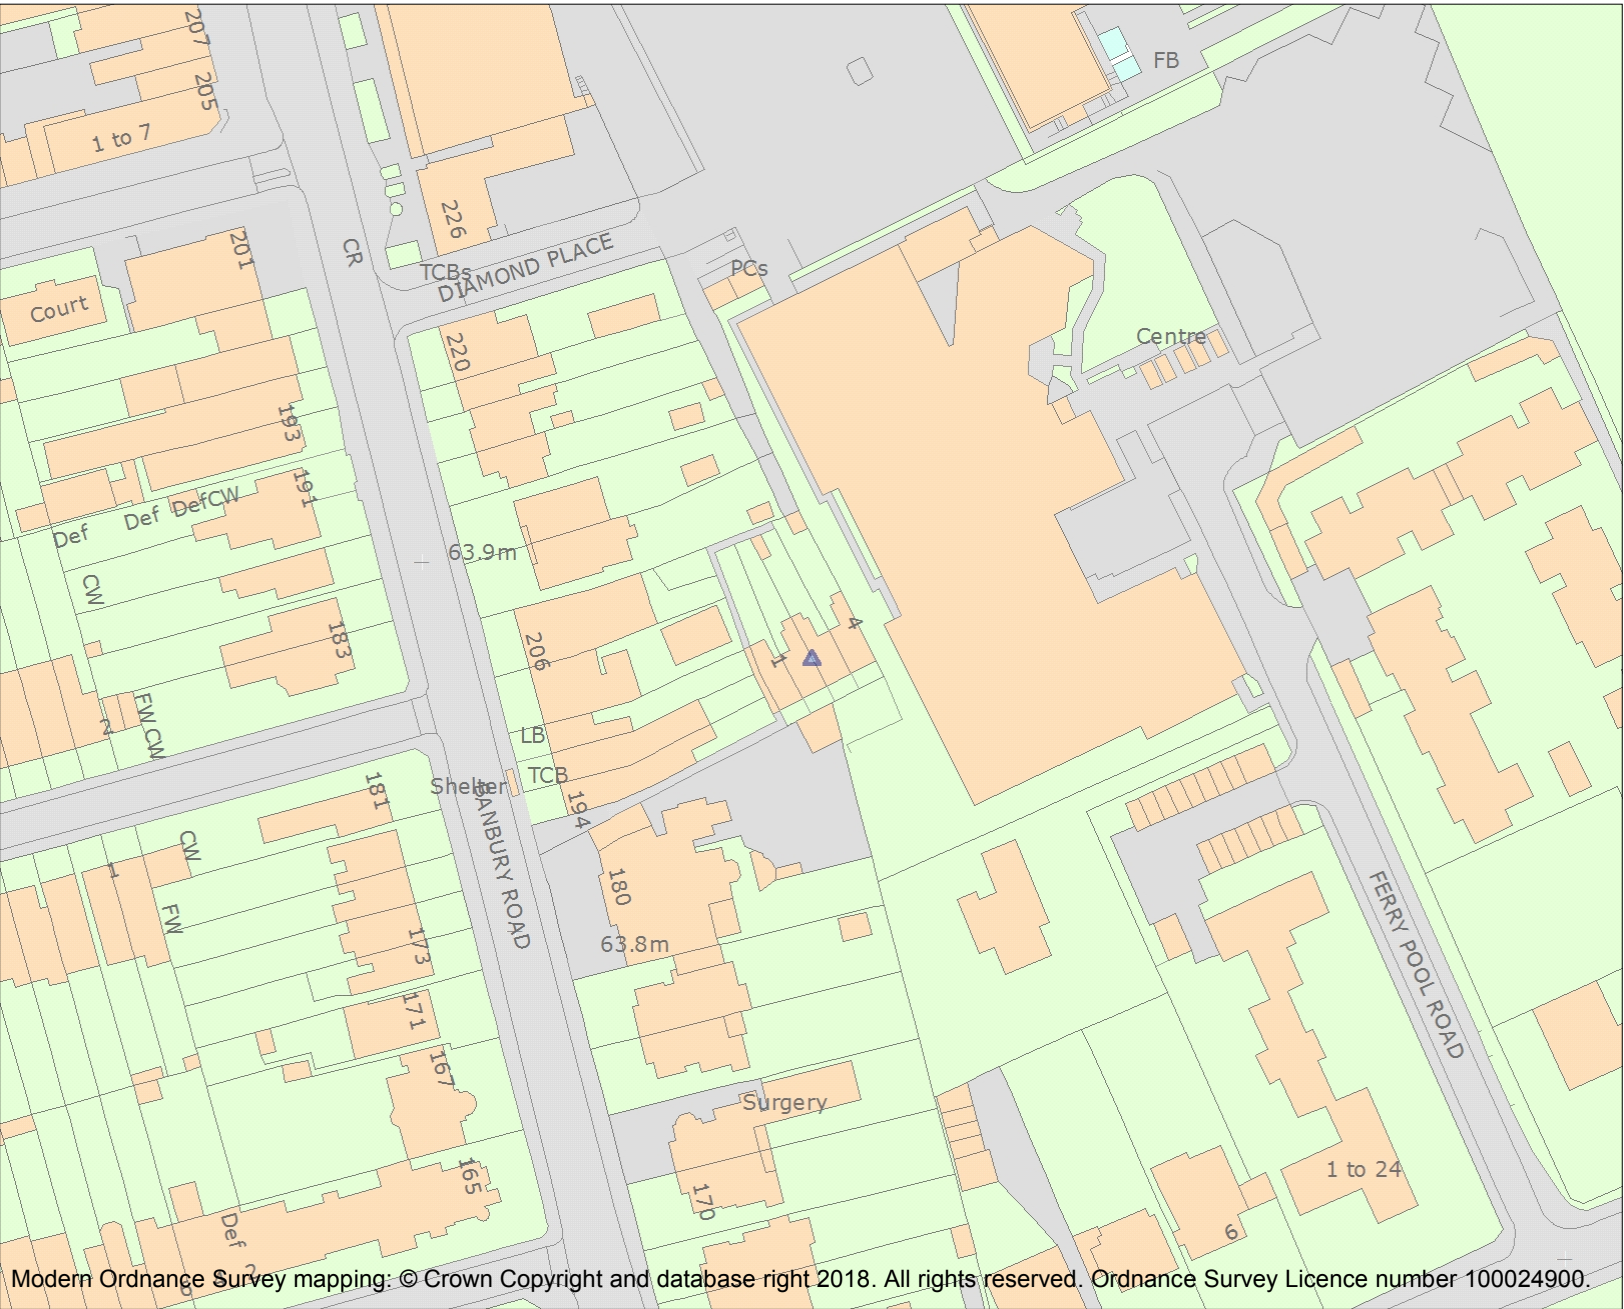 207
205
1 to 7
FB
226
CR
201
TCBs
DIAMOND PLACE
PCs
Court
220
Centre
193
191
DefCW
Def
Def
63.9m
CW
4
183
206
1
FW
CW
2
LB
TCB
Shelter
181
194
BANBURY ROAD
CW
1
180
FERRY POOL ROAD
FW
173
63.8m
171
167
Surgery
165
170
1 to 24
Def
6
2
6
Modern Ordnance Survey mapping: © Crown Copyright and database right 2018. All rights reserved. Ordnance Survey Licence number 100024900.